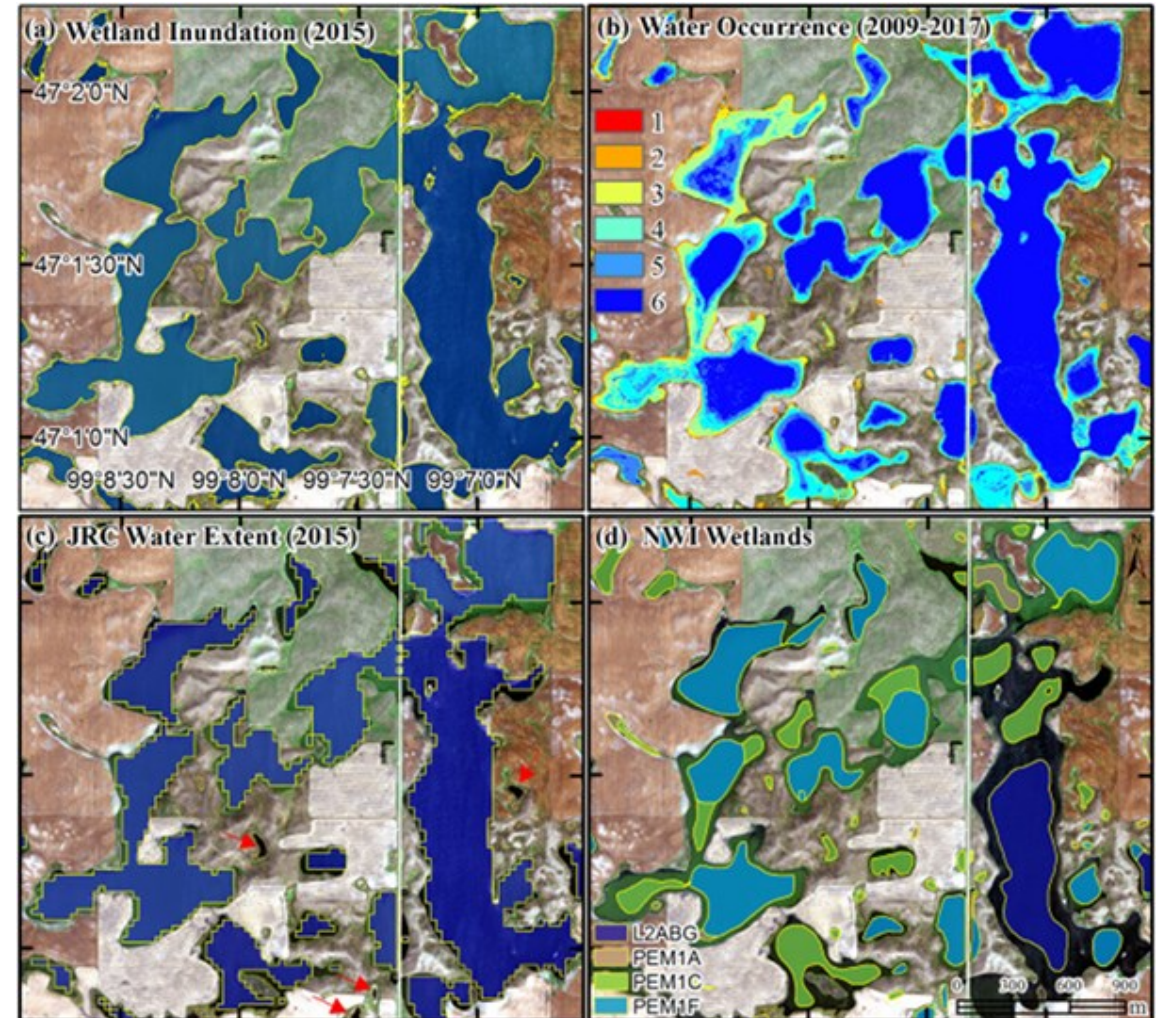 (a) Wetland Inundation (2015)
47°2'0"N
47°1'30"N
47°1'0"N
99°8'30"N 99°8'0"N 99°7'30"N 99°7'0"N
(b) Water Occurrence (2009-2017)
1
2
3
4
5
6
(c) JRC Water Extent (2015)
(d) NWI Wetlands
N
L2ABG
PEM1A
PEM1C
PEM1F
0 300 600 900
m